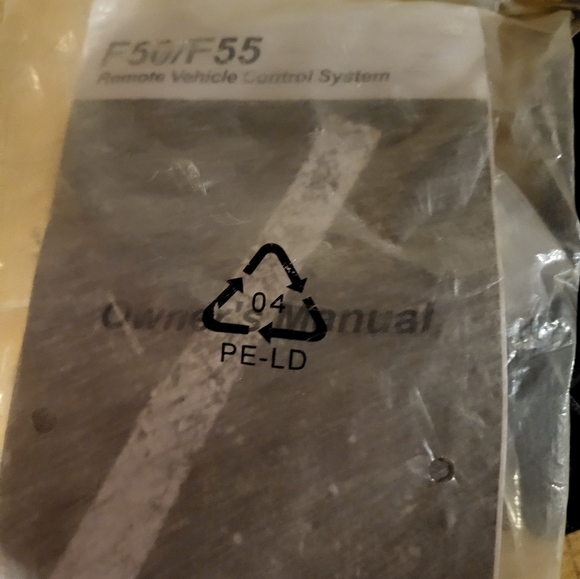 F50/F55
Remote Vehicle Control System
04
Owner's Manual
PE-LD